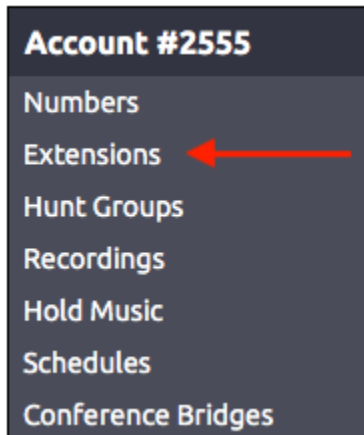 Account #2555
Numbers
Extensions
Hunt Groups
Recordings
Hold Music
Schedules
Conference Bridges